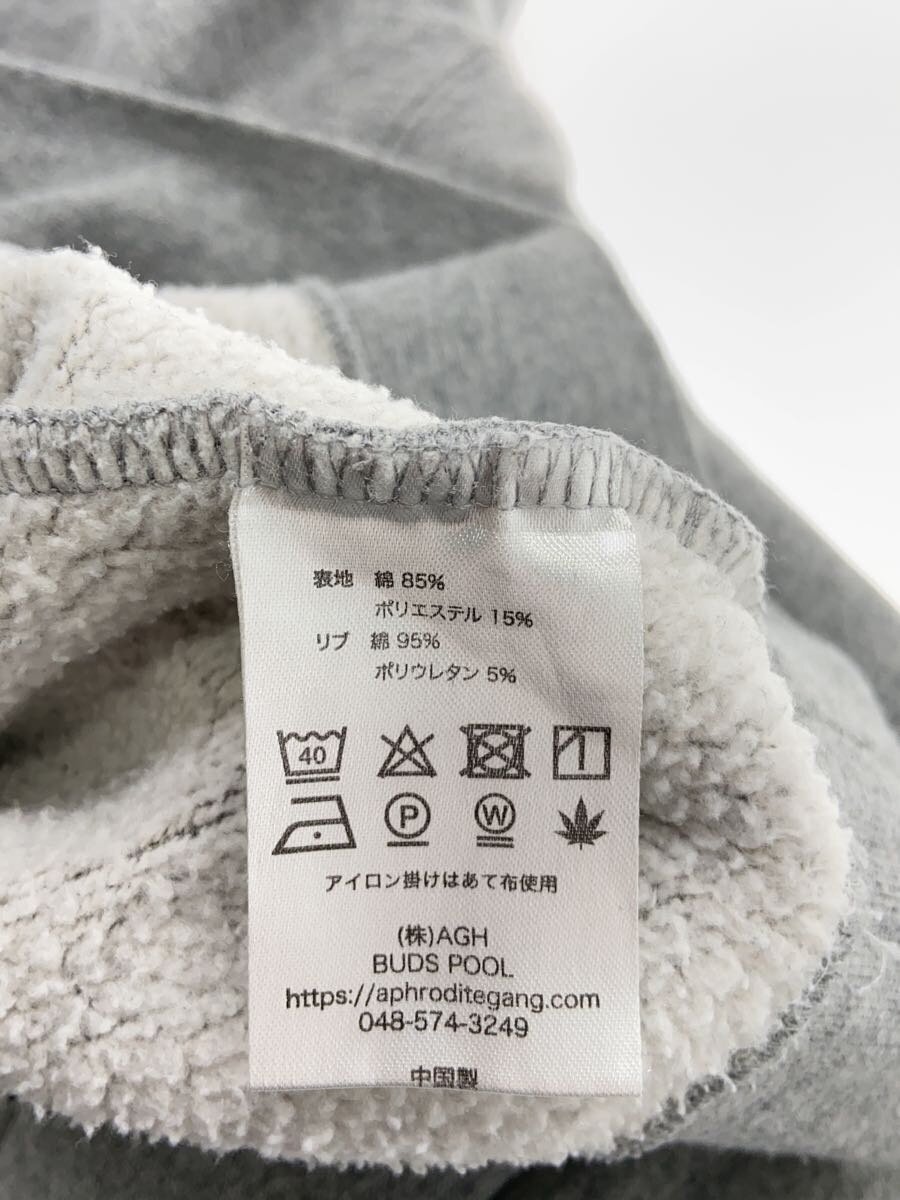 表地 綿 85%
ポリエステル 15%
リブ 綿 95%
ポリウレタン 5%
40
P W
アイロン掛けはあて布使用
(株)AGH
BUDS POOL
https://aphroditegang.com
048-574-3249
中国製